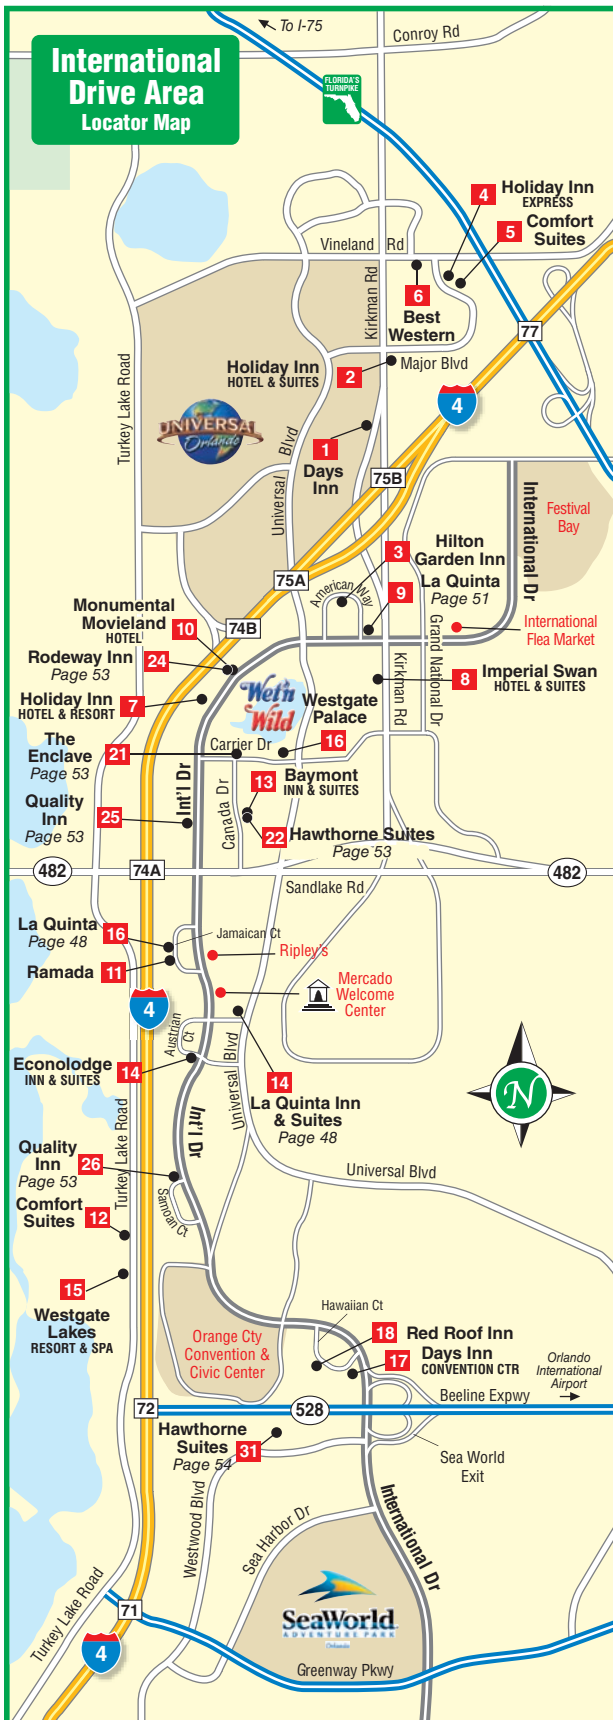 To I-75
Conroy Rd
International
Drive Area
Locator Map
FLORIDA'S
TURNPIKE
4
Holiday Inn
EXPRESS
5
Comfort
Suites
Vineland Rd
6
Best
Western
Kirkman Rd
77
Holiday Inn
HOTEL & SUITES
2
Major Blvd
4
Turkey Lake Road
UNIVERSAL
Orlando
Universal Blvd
1
Days
Inn
75B
International Dr
Festival
Bay
75A
3
Hilton
Garden Inn
American Way
La Quinta
Page 51
9
Monumental
Movieland
HOTEL
10
74B
International
Flea Market
Rodeway Inn
Page 53
24
Kirkman Rd
Grand National Dr
8
Imperial Swan
HOTEL & SUITES
Holiday Inn
HOTEL & RESORT
7
Wet'n
Wild
Westgate
Palace
16
The
Enclave
Page 53
21
Carrier Dr
Int'l Dr
Canada Dr
13
Baymont
INN & SUITES
Quality
Inn
Page 53
25
22
Hawthorne Suites
Page 53
482
74A
482
Sandlake Rd
La Quinta
Page 48
16
Jamaican Ct
Ripley's
Ramada
11
Mercado
Welcome
Center
4
Austrian Ct
Universal Blvd
Econolodge
INN & SUITES
14
14
La Quinta Inn
& Suites
Page 48
N
Turkey Lake Road
Int'l Dr
Quality
Inn
Page 53
26
Universal Blvd
Samoan Ct
Comfort
Suites
12
15
Westgate
Lakes
RESORT & SPA
Hawaiian Ct
Orange Cty
Convention &
Civic Center
18
Red Roof Inn
17
Days Inn
CONVENTION CTR
Orlando
International
Airport
72
528
Beeline Expwy
Hawthorne
Suites
Page 54
31
Sea World
Exit
Westwood Blvd
Sea Harbor Dr
International Dr
Turkey Lake Road
71
SeaWorld
ADVENTURE PARK
Orlando
4
Greenway Pkwy